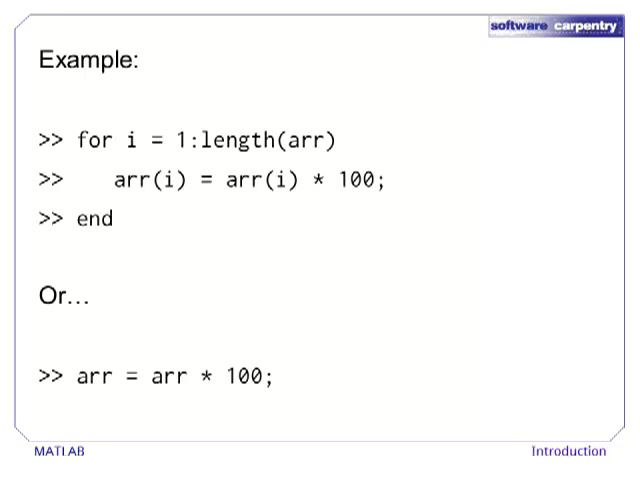 software carpentry
Example:
>> for i = 1:length(arr)
>>    arr(i) = arr(i) * 100;
>> end
Or…
>> arr = arr * 100;
MATLAB
Introduction